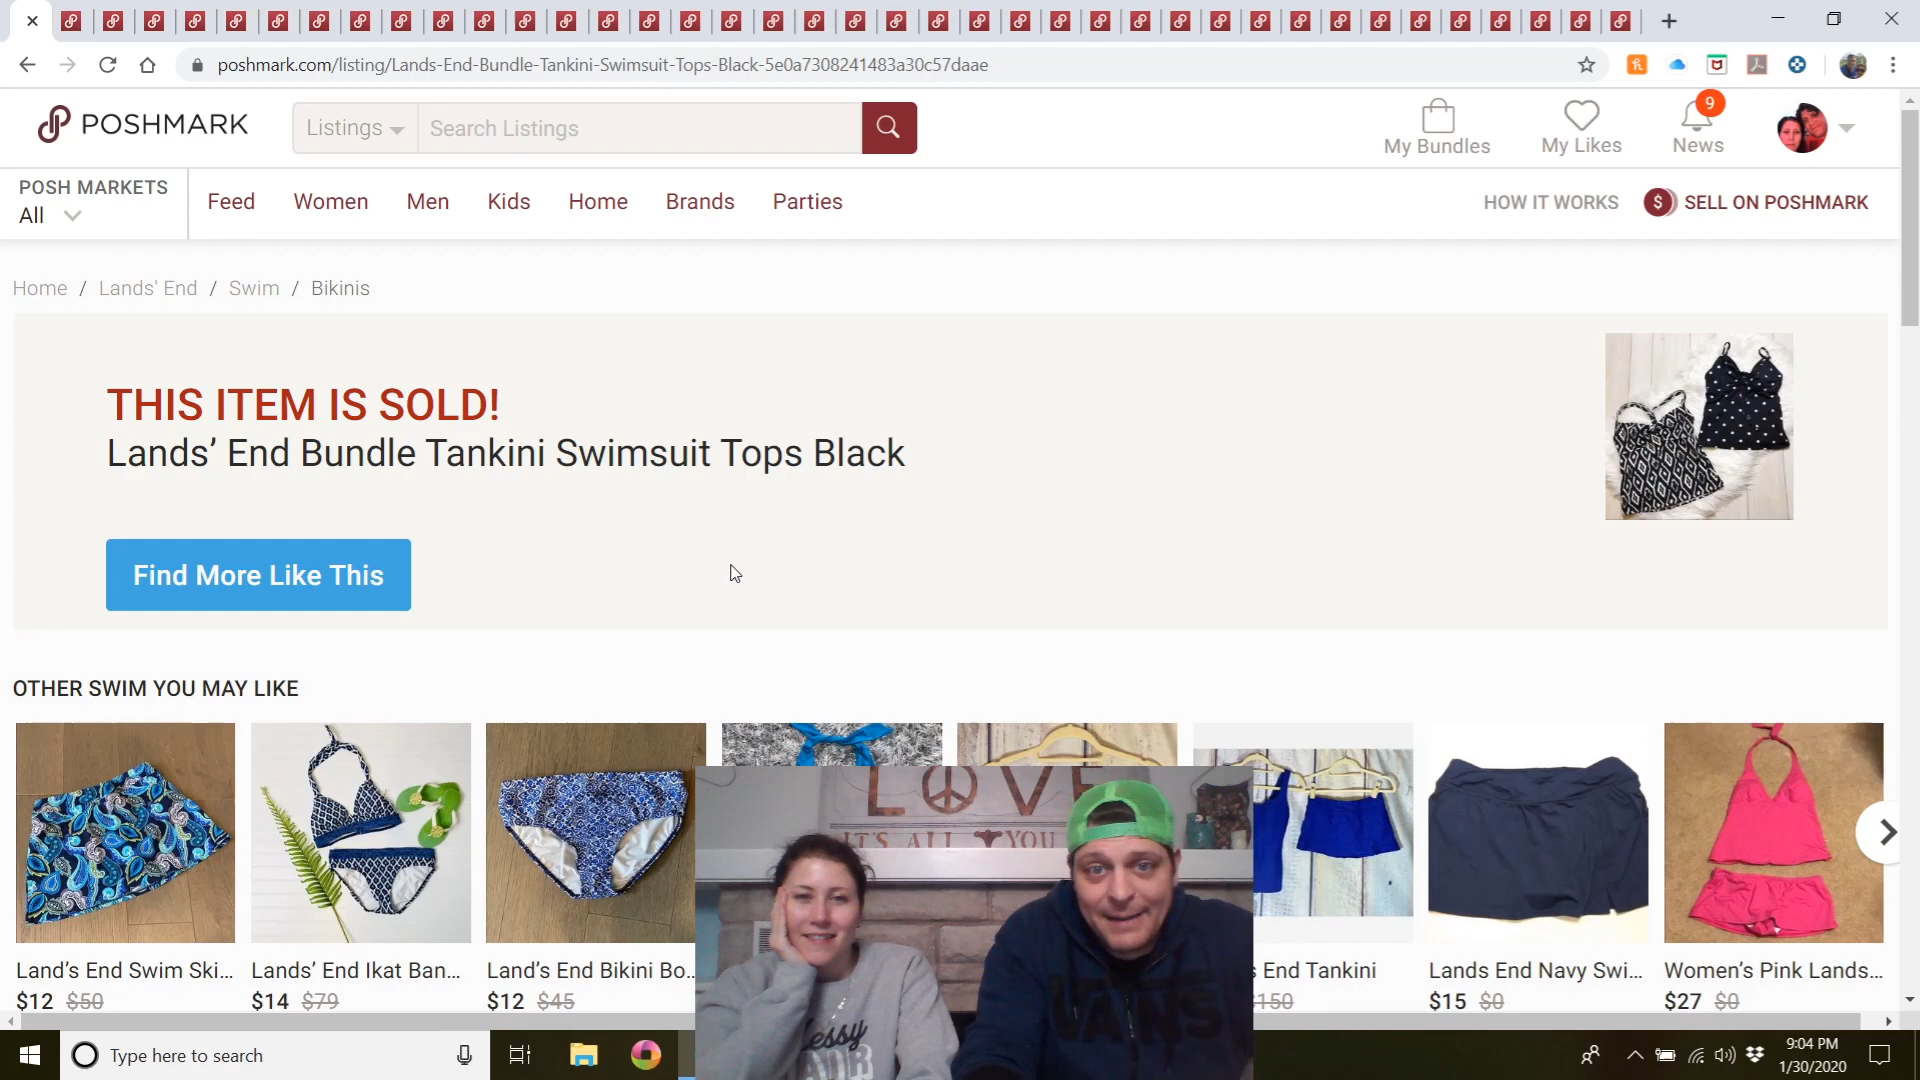 poshmark.com/listing/Lands-End-Bundle-Tankini-Swimsuit-Tops-Black-5e0a7308241483a30c57daae
POSHMARK
Listings
Search Listings
My Bundles
My Likes
9
News
POSH MARKETS
All
Feed
Women
Men
Kids
Home
Brands
Parties
HOW IT WORKS
$
SELL ON POSHMARK
Home / Lands' End / Swim / Bikinis
THIS ITEM IS SOLD!
Lands’ End Bundle Tankini Swimsuit Tops Black
Find More Like This
OTHER SWIM YOU MAY LIKE
LOVE
IT'S ALL YOU
VANS
Land’s End Swim Ski...
$12 $50
Lands’ End Ikat Ban...
$14 $79
Land’s End Bikini Bo...
$12 $45
End Tankini
$150
Lands End Navy Swi...
$15 $0
Women’s Pink Lands...
$27 $0
Type here to search
9:04 PM
1/30/2020